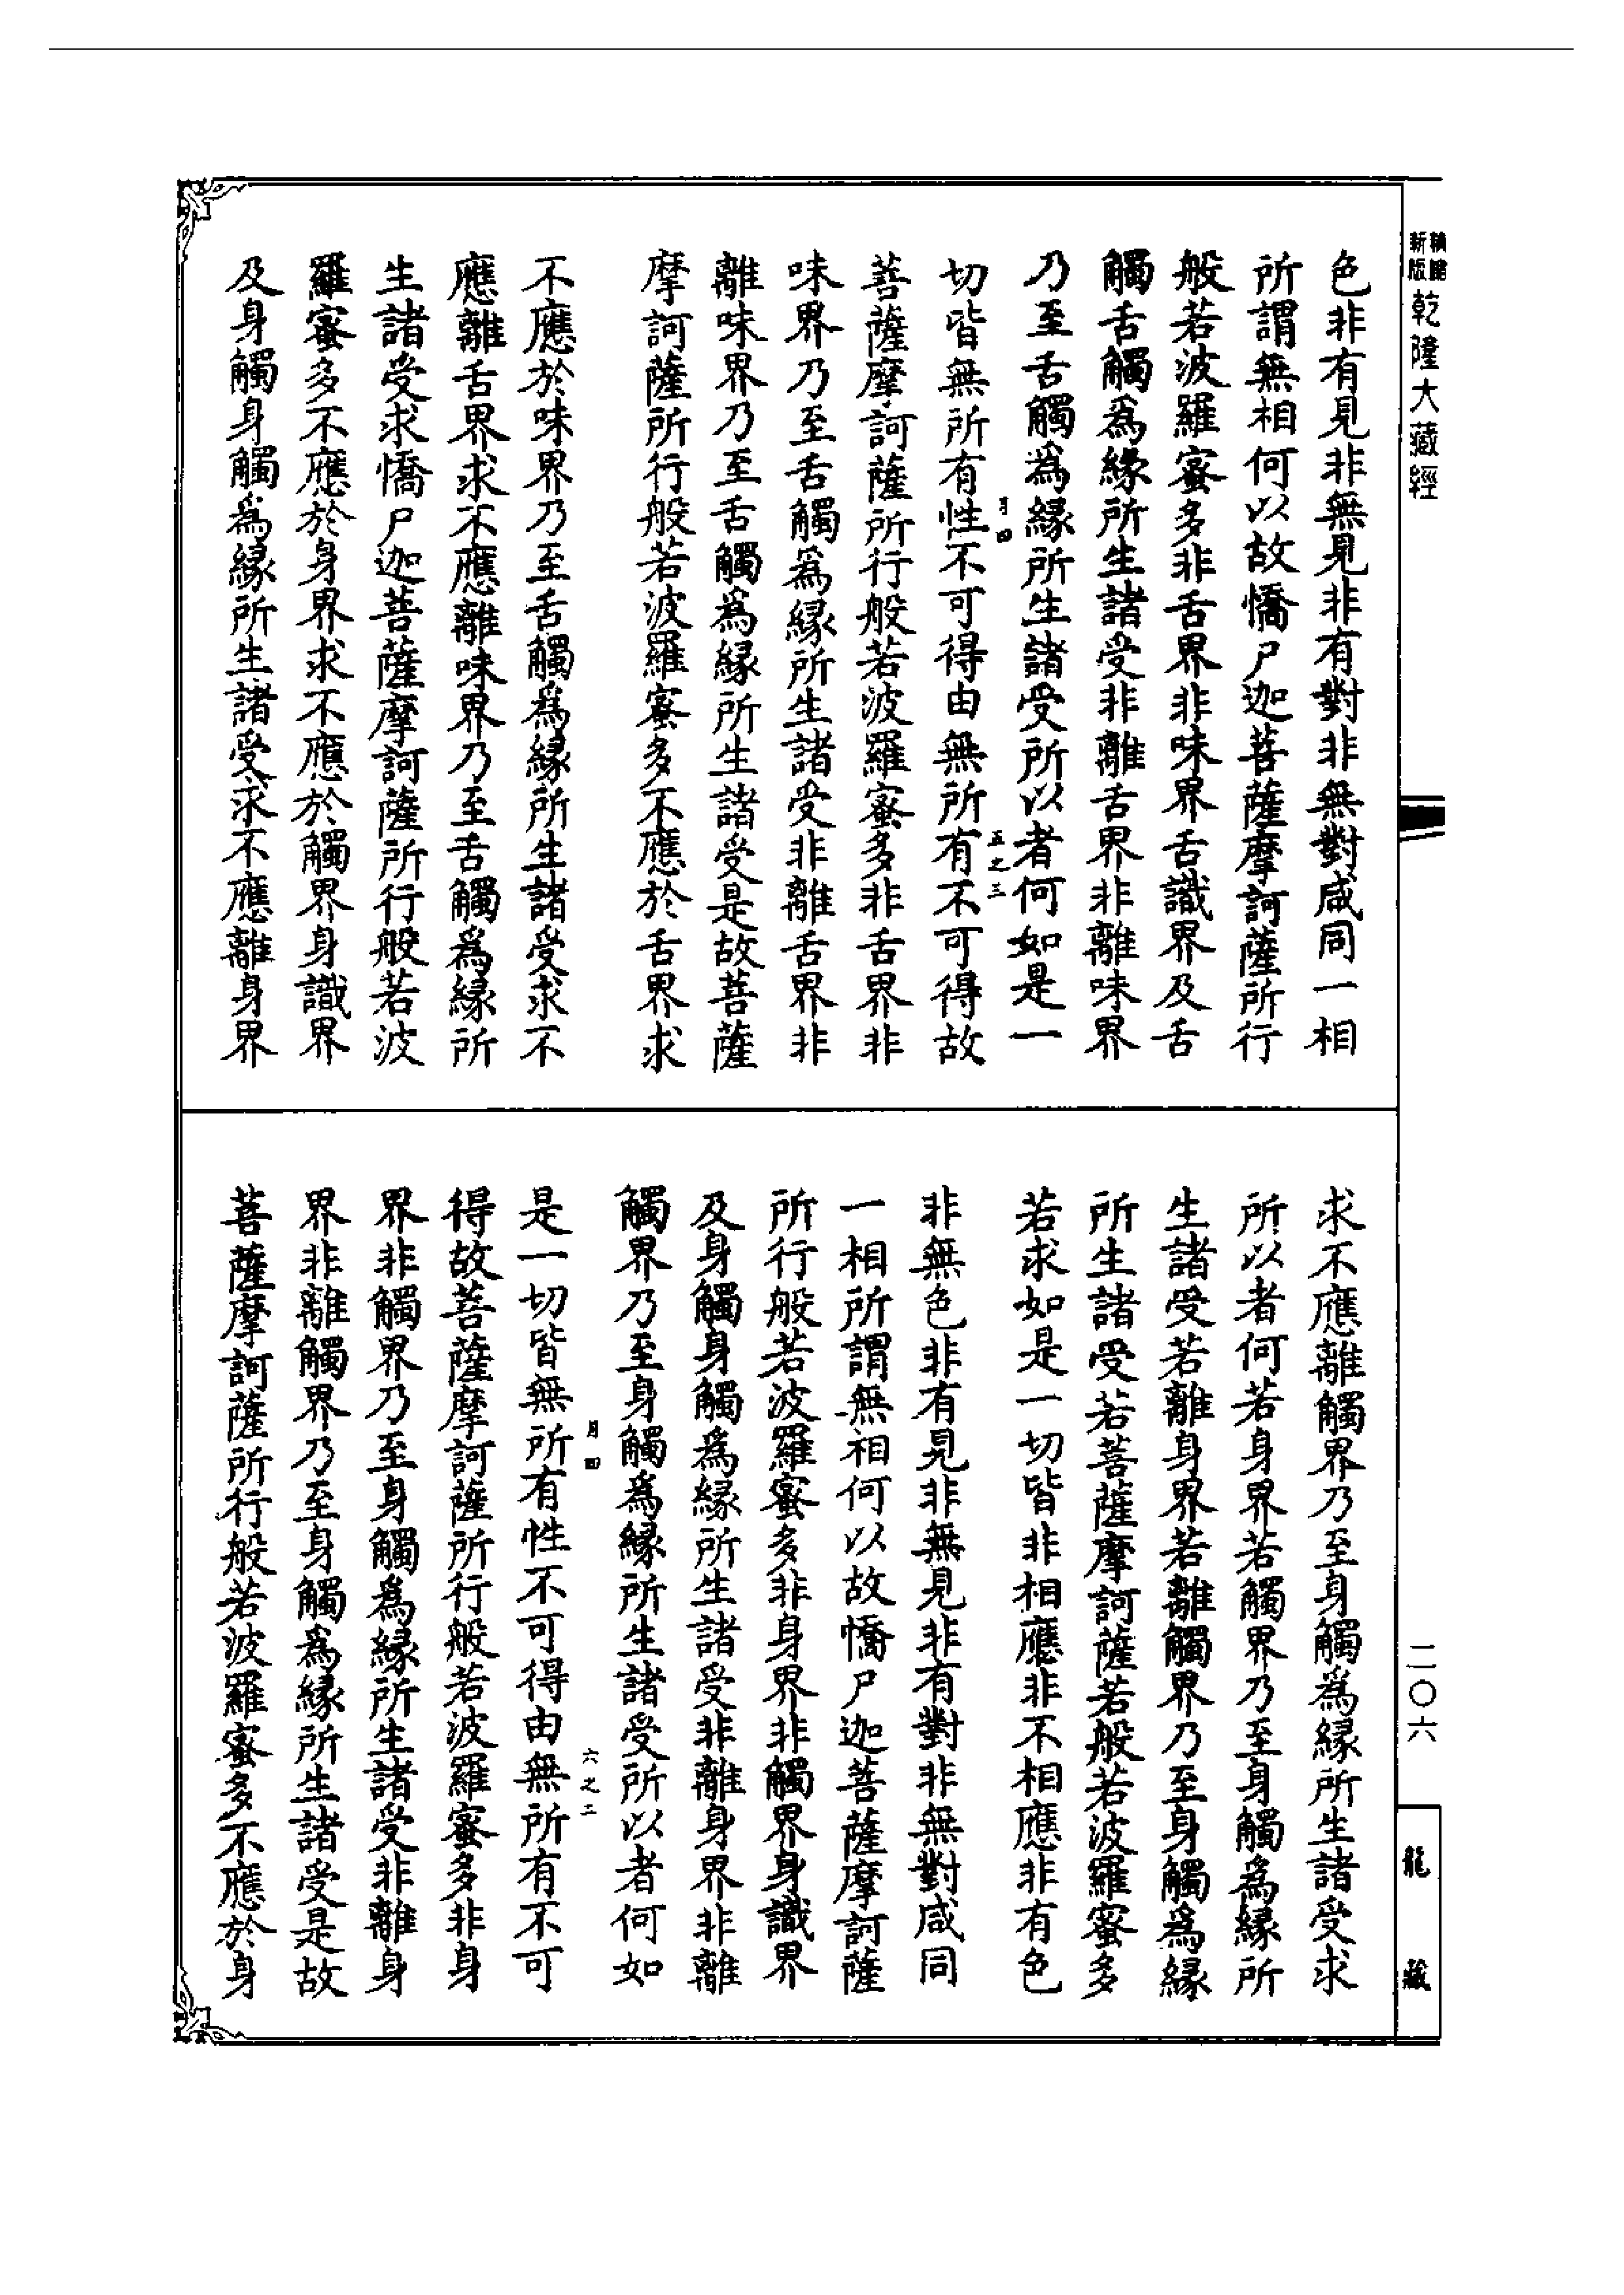 新版
乾隆大藏經
色非有見非無見非有對非無對咸同一相
所謂無相何以故憍尸迦菩薩摩訶薩所行
般若波羅蜜多非舌界非味界舌識界及舌
觸舌觸爲緣所生諸受非離舌界非離味界
乃至舌觸爲緣所生諸受所以者何如是一
月四
五之三
切皆無所有性不可得由無所有不可得故
菩薩摩訶薩所行般若波羅蜜多非舌界非
味界乃至舌觸爲緣所生諸受非離舌界非
離味界乃至舌觸爲緣所生諸受是故菩薩
摩訶薩所行般若波羅蜜多不應於舌界求
不應於味界乃至舌觸爲緣所生諸受求不
應離舌界求不應離味界乃至舌觸爲緣所
生諸受求憍尸迦菩薩摩訶薩所行般若波
羅蜜多不應於身界求不應於觸界身識界
及身觸身觸爲緣所生諸受求不應離身界
求不應離觸界乃至身觸爲緣所生諸受求
所以者何若身界若觸界乃至身觸爲緣所
生諸受若離身界若離觸界乃至身觸爲緣
所生諸受若菩薩摩訶薩若般若波羅蜜多
若求如是一切皆非相應非不相應非有色
非無色非有見非無見非有對非無對咸同
一相所謂無相何以故憍尸迦菩薩摩訶薩
所行般若波羅蜜多非身界非觸界身識界
及身觸身觸爲緣所生諸受非離身界非離
觸界乃至身觸爲緣所生諸受所以者何如
月四
六之二
是一切皆無所有性不可得由無所有不可
得故菩薩摩訶薩所行般若波羅蜜多非身
界非觸界乃至身觸爲緣所生諸受非離身
界非離觸界乃至身觸爲緣所生諸受是故
菩薩摩訶薩所行般若波羅蜜多不應於身
二〇六
龍藏